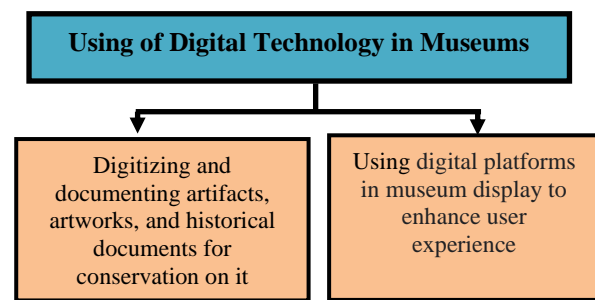 Using of Digital Technology in Museums
Digitizing and
documenting artifacts,
artworks, and historical
documents for
conservation on it
Using digital platforms
in museum display to
enhance user
experience